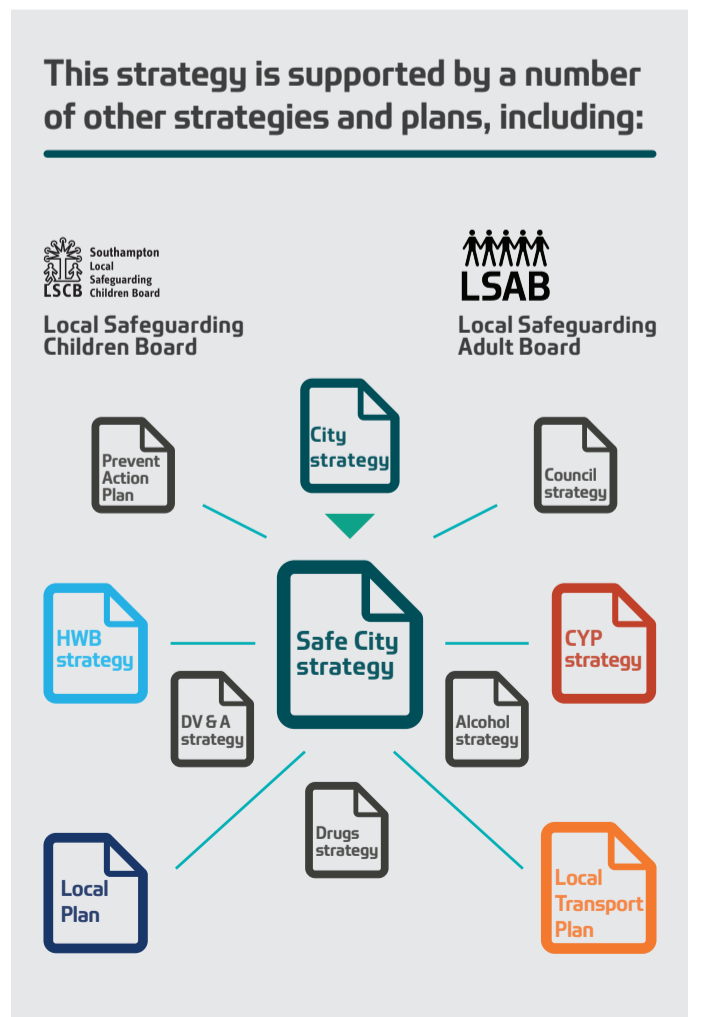 This strategy is supported by a number
of other strategies and plans, including:
Southampton
Local
Safeguarding
Children Board
LSCB
Local Safeguarding
Children Board
LSAB
Local Safeguarding
Adult Board
City
strategy
Prevent
Action
Plan
Council
strategy
Safe City
strategy
HWB
strategy
CYP
strategy
DV & A
strategy
Alcohol
strategy
Drugs
strategy
Local
Plan
Local
Transport
Plan